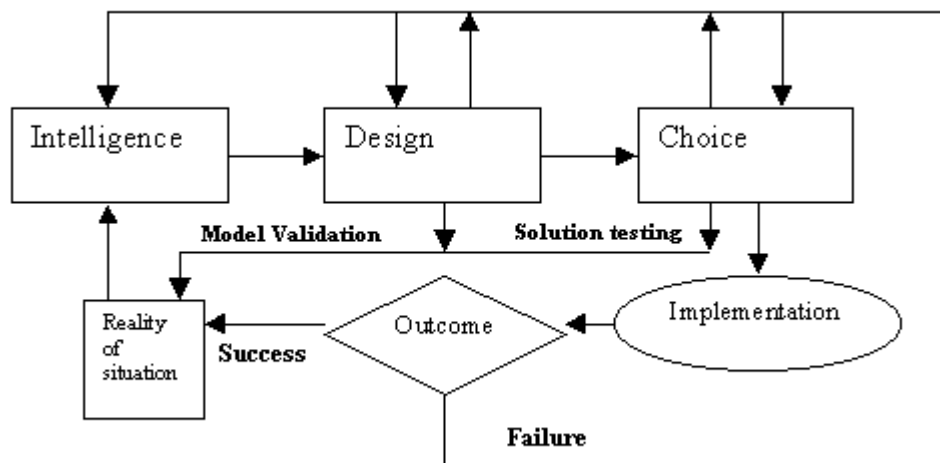 Intelligence
Design
Choice
Model Validation
Solution testing
Reality
of
situation
Success
Outcome
Implementation
Failure